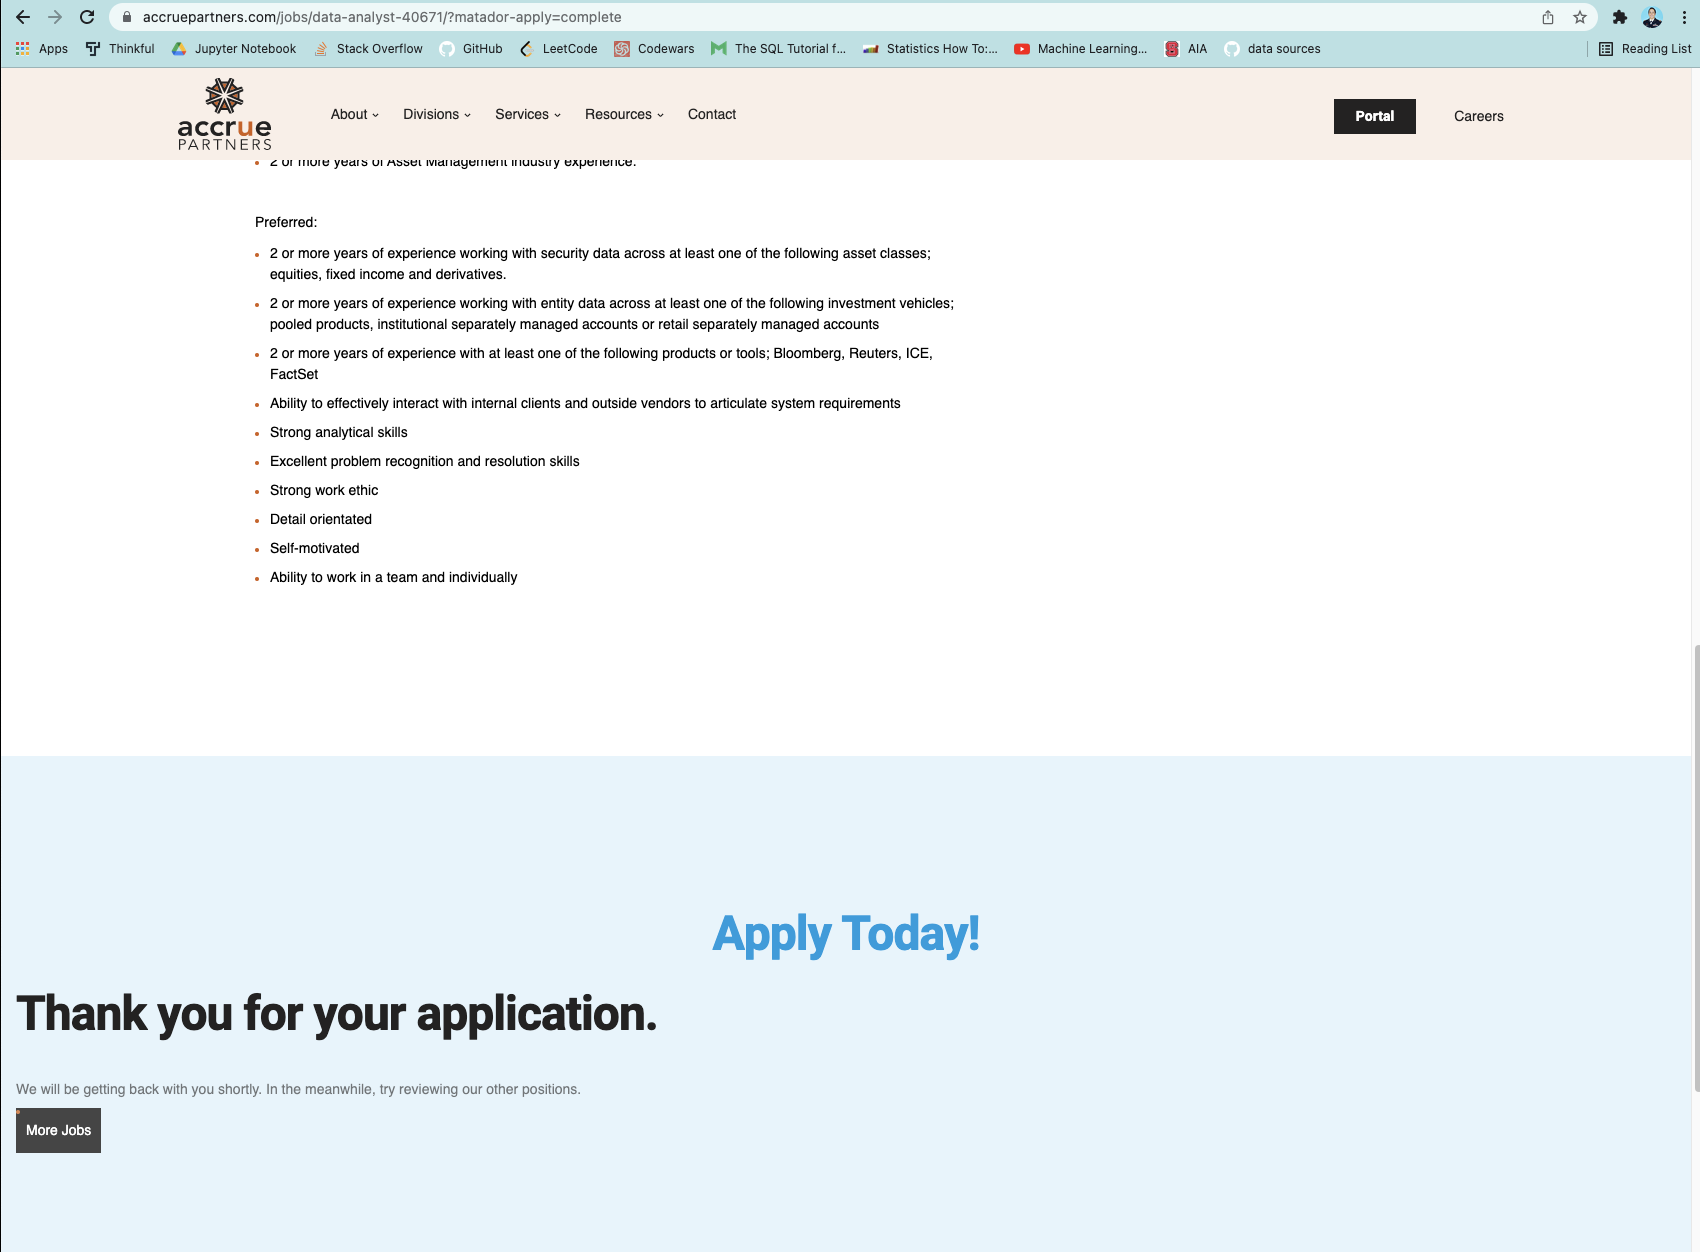 accruepartners.com/jobs/data-analyst-40671/?matador-apply=complete
Apps Thinkful Jupyter Notebook Stack Overflow GitHub LeetCode Codewars The SQL Tutorial f... Statistics How To:... Machine Learning... AIA data sources Reading List
accrue
PARTNERS
About Divisions Services Resources Contact Portal Careers
2 or more years of Asset Management industry experience.
Preferred:
2 or more years of experience working with security data across at least one of the following asset classes;
equities, fixed income and derivatives.
2 or more years of experience working with entity data across at least one of the following investment vehicles;
pooled products, institutional separately managed accounts or retail separately managed accounts
2 or more years of experience with at least one of the following products or tools; Bloomberg, Reuters, ICE,
FactSet
Ability to effectively interact with internal clients and outside vendors to articulate system requirements
Strong analytical skills
Excellent problem recognition and resolution skills
Strong work ethic
Detail orientated
Self-motivated
Ability to work in a team and individually
Apply Today!
Thank you for your application.
We will be getting back with you shortly. In the meanwhile, try reviewing our other positions.
More Jobs